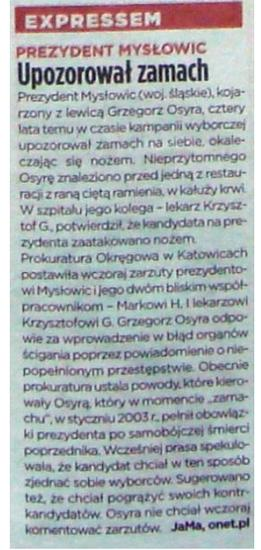 EXPRESSEM
PREZYDENT MYSŁOWIC
Upozorował zamach
Prezydent Mysłowic (woj. śląskie), koja-
rzony z lewicą Grzegorz Osyra, cztery
lata temu w czasie kampanii wyborczej
upozorował zamach na siebie, okale-
czając się nożem. Nieprzytomnego
Osyrę znaleziono przed jedną z restau-
racji z raną ciętą ramienia, w kałuży krwi.
W szpitalu jego kolega – lekarz Krzysz-
tof G., potwierdził, że kandydata na pre-
zydenta zaatakowano nożem.
Prokuratura Okręgowa w Katowicach
postawiła wczoraj zarzuty prezydento-
wi Mysłowic i jego dwóm bliskim współ-
pracownikom – Markowi H. i lekarzowi
Krzysztofowi G. Grzegorz Osyra odpo-
wie za wprowadzenie w błąd organów
ścigania poprzez powiadomienie o nie-
popełnionym przestępstwie. Obecnie
prokuratura ustala powody, które kiero-
wały Osyrą, który w momencie „zama-
chu”, w styczniu 2003 r., pełnił obowiąz-
ki prezydenta po samobójczej śmierci
poprzednika. Wcześniej prasa spekulo-
wała, że kandydat chciał w ten sposób
zjednać sobie wyborców. Sugerowano
też, że chciał pogrążyć swoich kontr-
kandydatów. Osyra nie chciał wczoraj
komentować zarzutów. JaMa, onet.pl